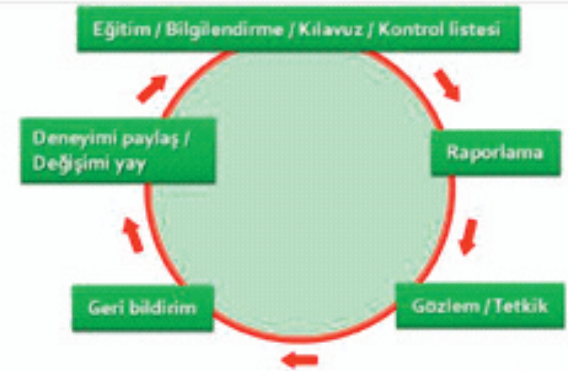 Eğitim / Bilgilendirme / Kılavuz / Kontrol listesi
Raporlama
Gözlem / Tetkik
Geri bildirim
Deneyimi paylaş /
Değişimi yay